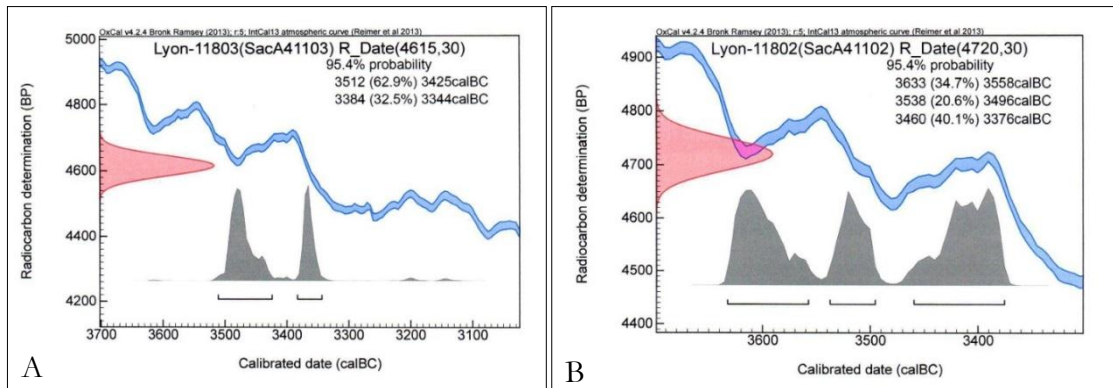 OxCal v4.2.4 Bronk Ramsey (2013); r:5; IntCal13 atmospheric curve (Reimer et al 2013)
Lyon-11803(SacA41103) R_Date(4615,30)
95.4% probability
3512 (62.9%) 3425calBC
3384 (32.5%) 3344calBC
Radiocarbon determination (BP)
5000
4800
4600
4400
4200
3700 3500 3400 3300 3100
Calibrated date (calBC)
A
OxCal v4.2.4 Bronk Ramsey (2013); r:5; IntCal13 atmospheric curve (Reimer et al 2013)
Lyon-11802(SacA41102) R_Date(4720,30)
95.4% probability
3633 (34.7%) 3558calBC
3538 (20.6%) 3496calBC
3460 (40.1%) 3376calBC
Radiocarbon determination (BP)
4900
4800
4700
4600
4500
4400
3600 3500 3400
Calibrated date (calBC)
B